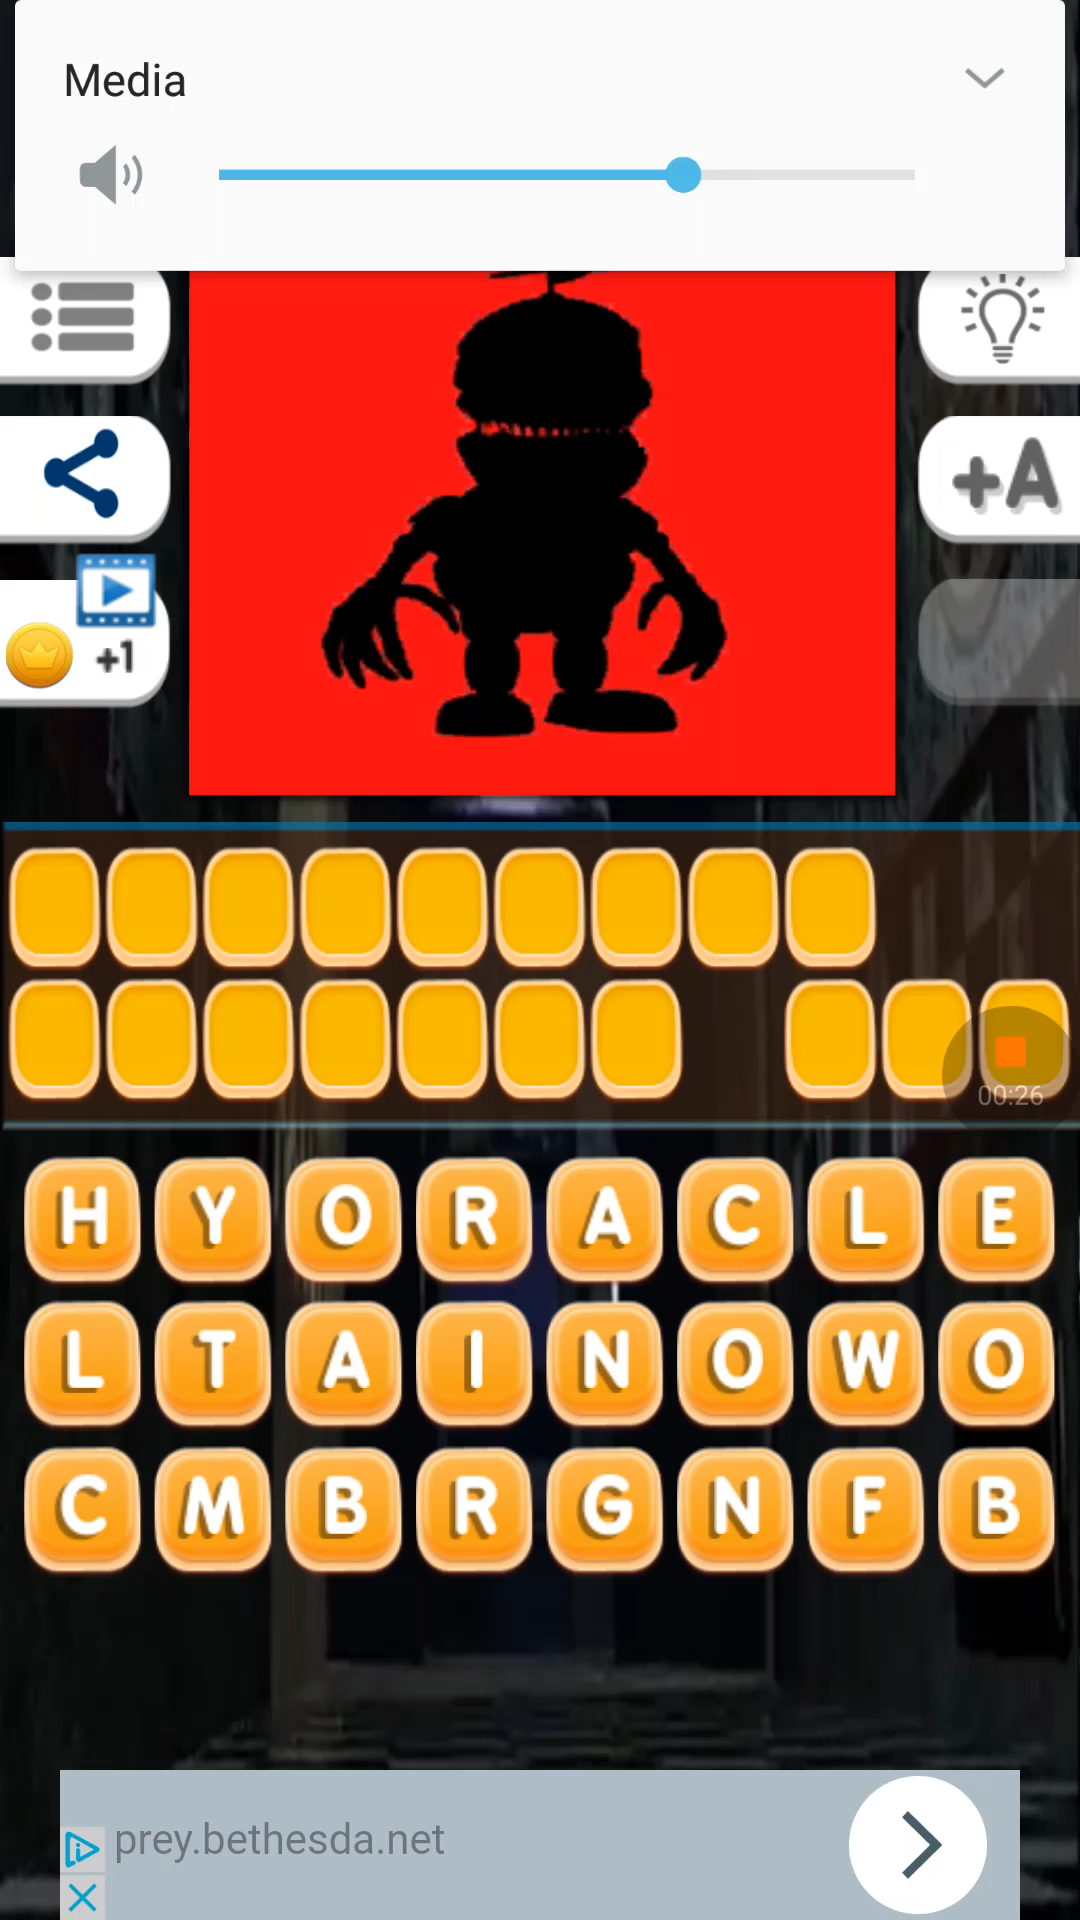 Media
+A
+1
00:26
H Y O R A C L E
L T A I N O W O
C M B R G N F B
prey.bethesda.net